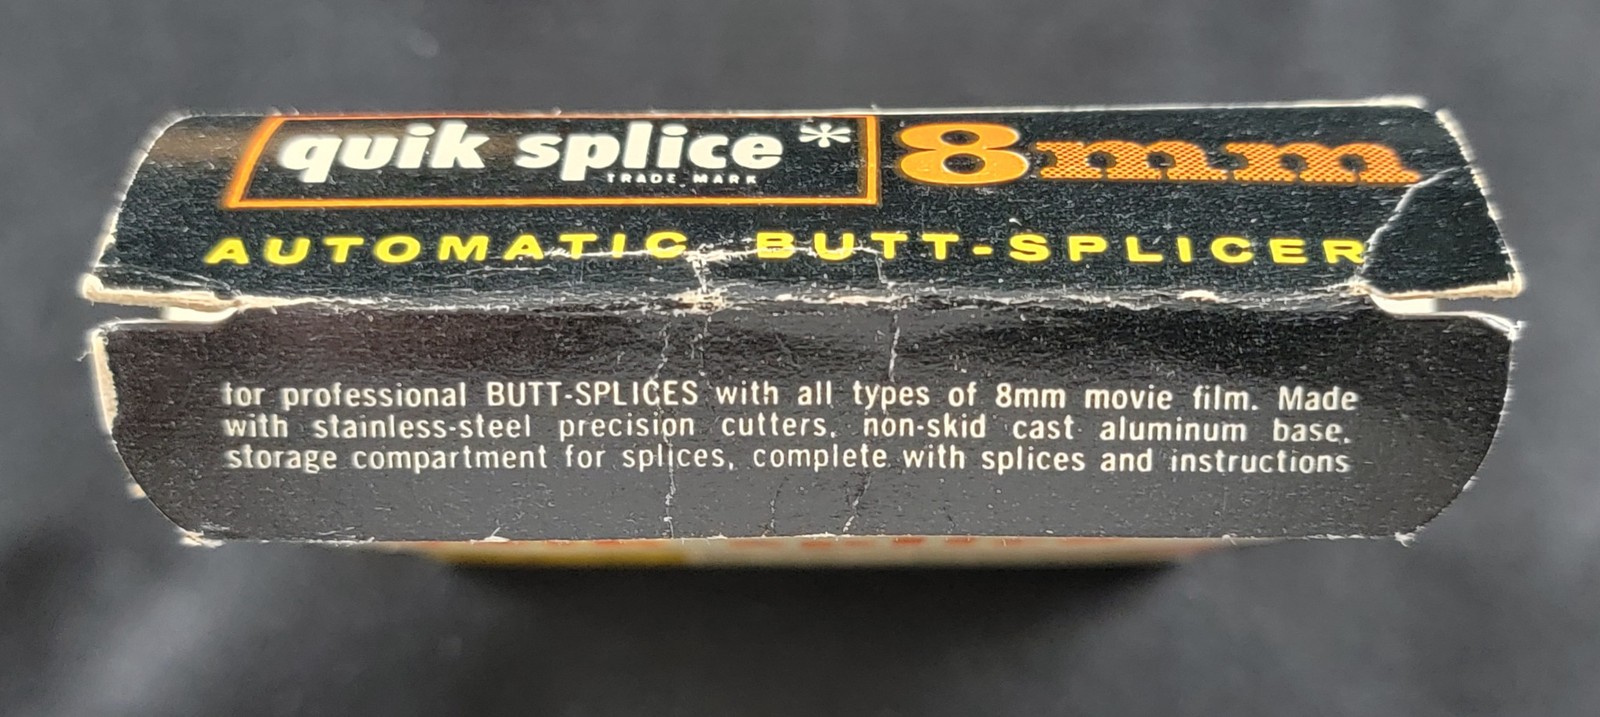 quik splice* 8mm
TRADE MARK
AUTOMATIC BUTT-SPLICER
for professional BUTT-SPLICES with all types of 8mm movie film. Made
with stainless-steel precision cutters, non-skid cast aluminum base,
storage compartment for splices, complete with splices and instructions